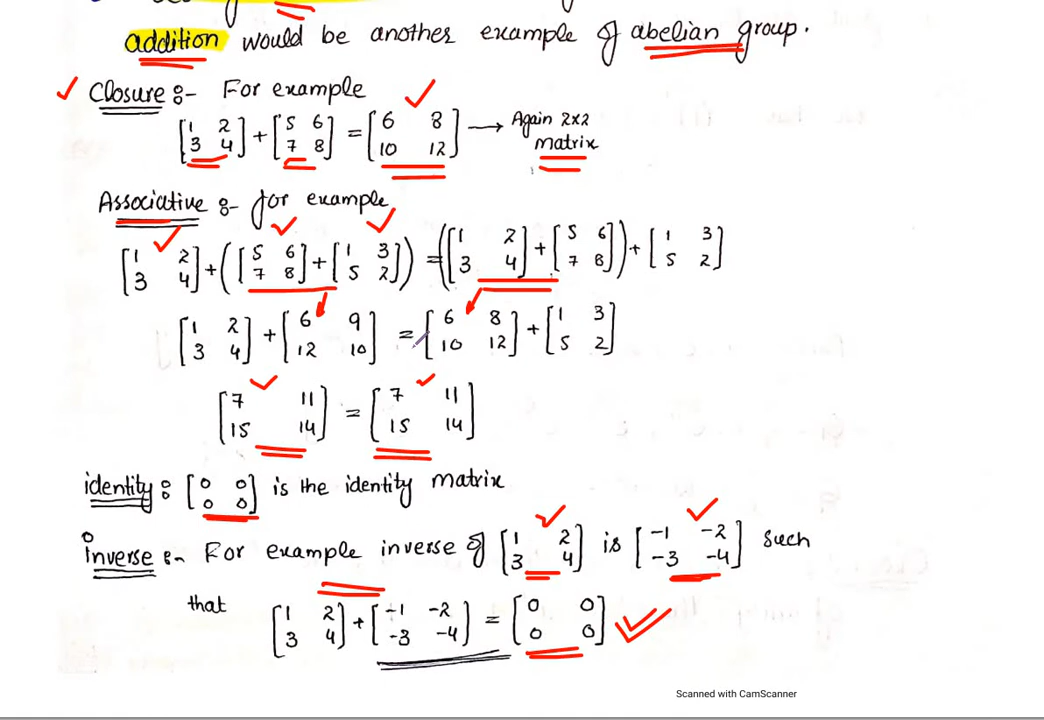 addition would be another example of abelian group.
Closure :- For example
[1 2 3 4] + [5 6 7 8] = [6 8 10 12] → Again 2x2 matrix
Associative :- for example,
[1 2 3 4] + ([5 6 7 8] + [1 3 5 2]) = ([1 2 3 4] + [5 6 7 8]) + [1 3 5 2]
[1 2 3 4] + [6 9 12 10] = [6 8 10 12] + [1 3 5 2]
[7 11 15 14] = [7 11 15 14]
identity : [0 0 0 0] is the identity matrix
inverse :- For example inverse of [1 2 3 4] is [-1 -2 -3 -4] such
that [1 2 3 4] + [-1 -2 -3 -4] = [0 0 0 0]
Scanned with CamScanner